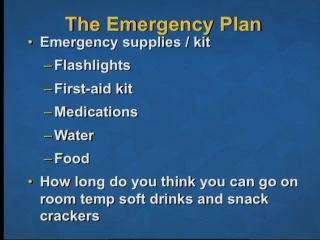 The Emergency Plan
• Emergency supplies / kit
– Flashlights
– First-aid kit
– Medications
– Water
– Food
• How long do you think you can go on
room temp soft drinks and snack
crackers